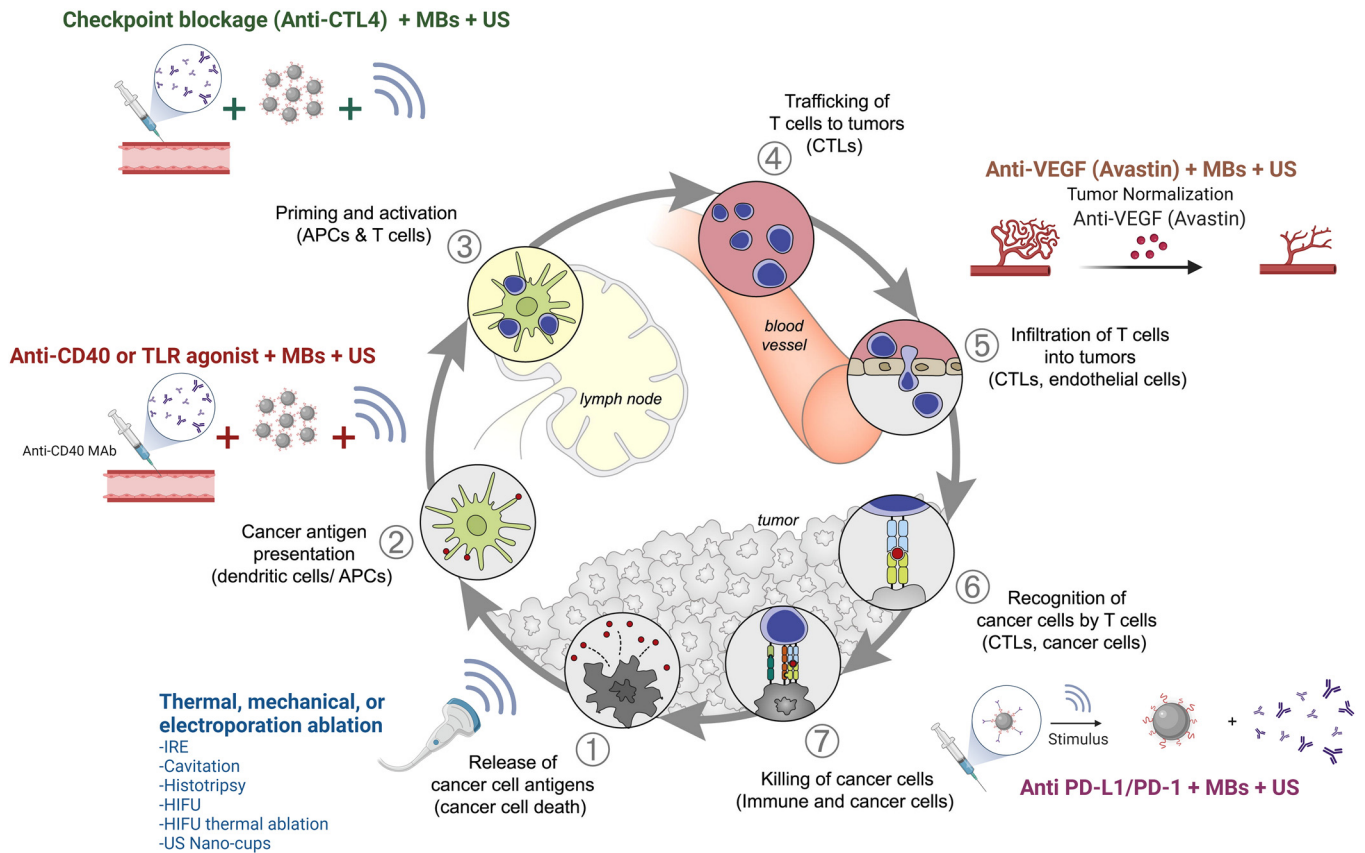 Checkpoint blockage (Anti-CTL4) + MBs + US
+
+
Trafficking of
T cells to tumors
(CTLs)
4
Anti-VEGF (Avastin) + MBs + US
Tumor Normalization
Anti-VEGF (Avastin)
Priming and activation
(APCs & T cells)
3
blood
vessel
5
Infiltration of T cells
into tumors
(CTLs, endothelial cells)
Anti-CD40 or TLR agonist + MBs + US
Anti-CD40 MAb
+
+
lymph node
Cancer antigen
presentation
(dendritic cells/ APCs)
2
tumor
6
Recognition of
cancer cells by T cells
(CTLs, cancer cells)
Thermal, mechanical, or
electroporation ablation
-IRE
-Cavitation
-Histotripsy
-HIFU
-HIFU thermal ablation
-US Nano-cups
1
Release of
cancer cell antigens
(cancer cell death)
7
Killing of cancer cells
(Immune and cancer cells)
Stimulus
+
Anti PD-L1/PD-1 + MBs + US